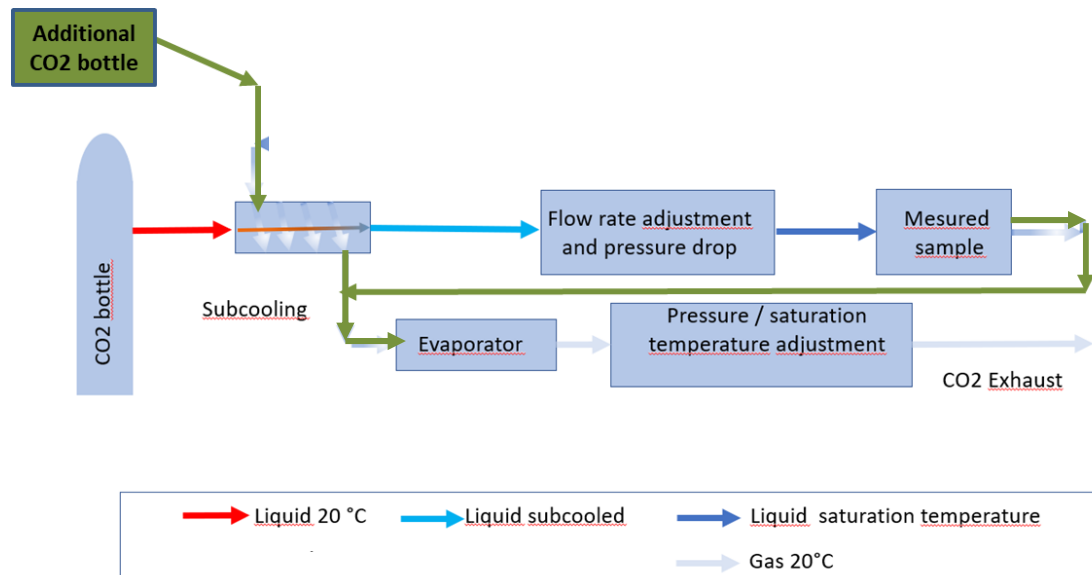 Additional
CO2 bottle
CO2 bottle
Subcooling
Flow rate adjustment
and pressure drop
Mesured
sample
Evaporator
Pressure / saturation
temperature adjustment
CO2 Exhaust
Liquid 20 °C
Liquid subcooled
Liquid saturation temperature
Gas 20°C